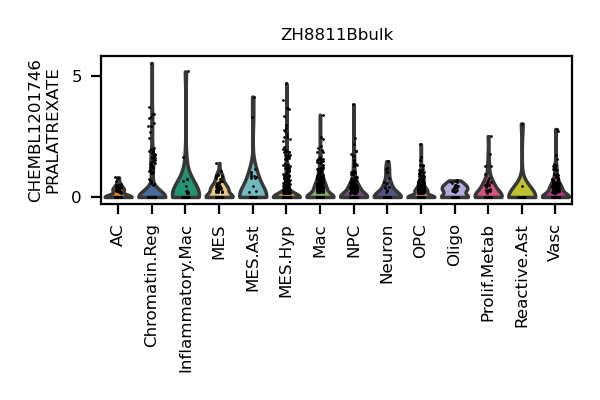 ZH8811Bbulk
CHEMBL1201746
PRALATREXATE
5
0
AC
Chromatin.Reg
Inflammatory.Mac
MES
MES.Ast
MES.Hyp
Mac
NPC
Neuron
OPC
Oligo
Prolif.Metab
Reactive.Ast
Vasc